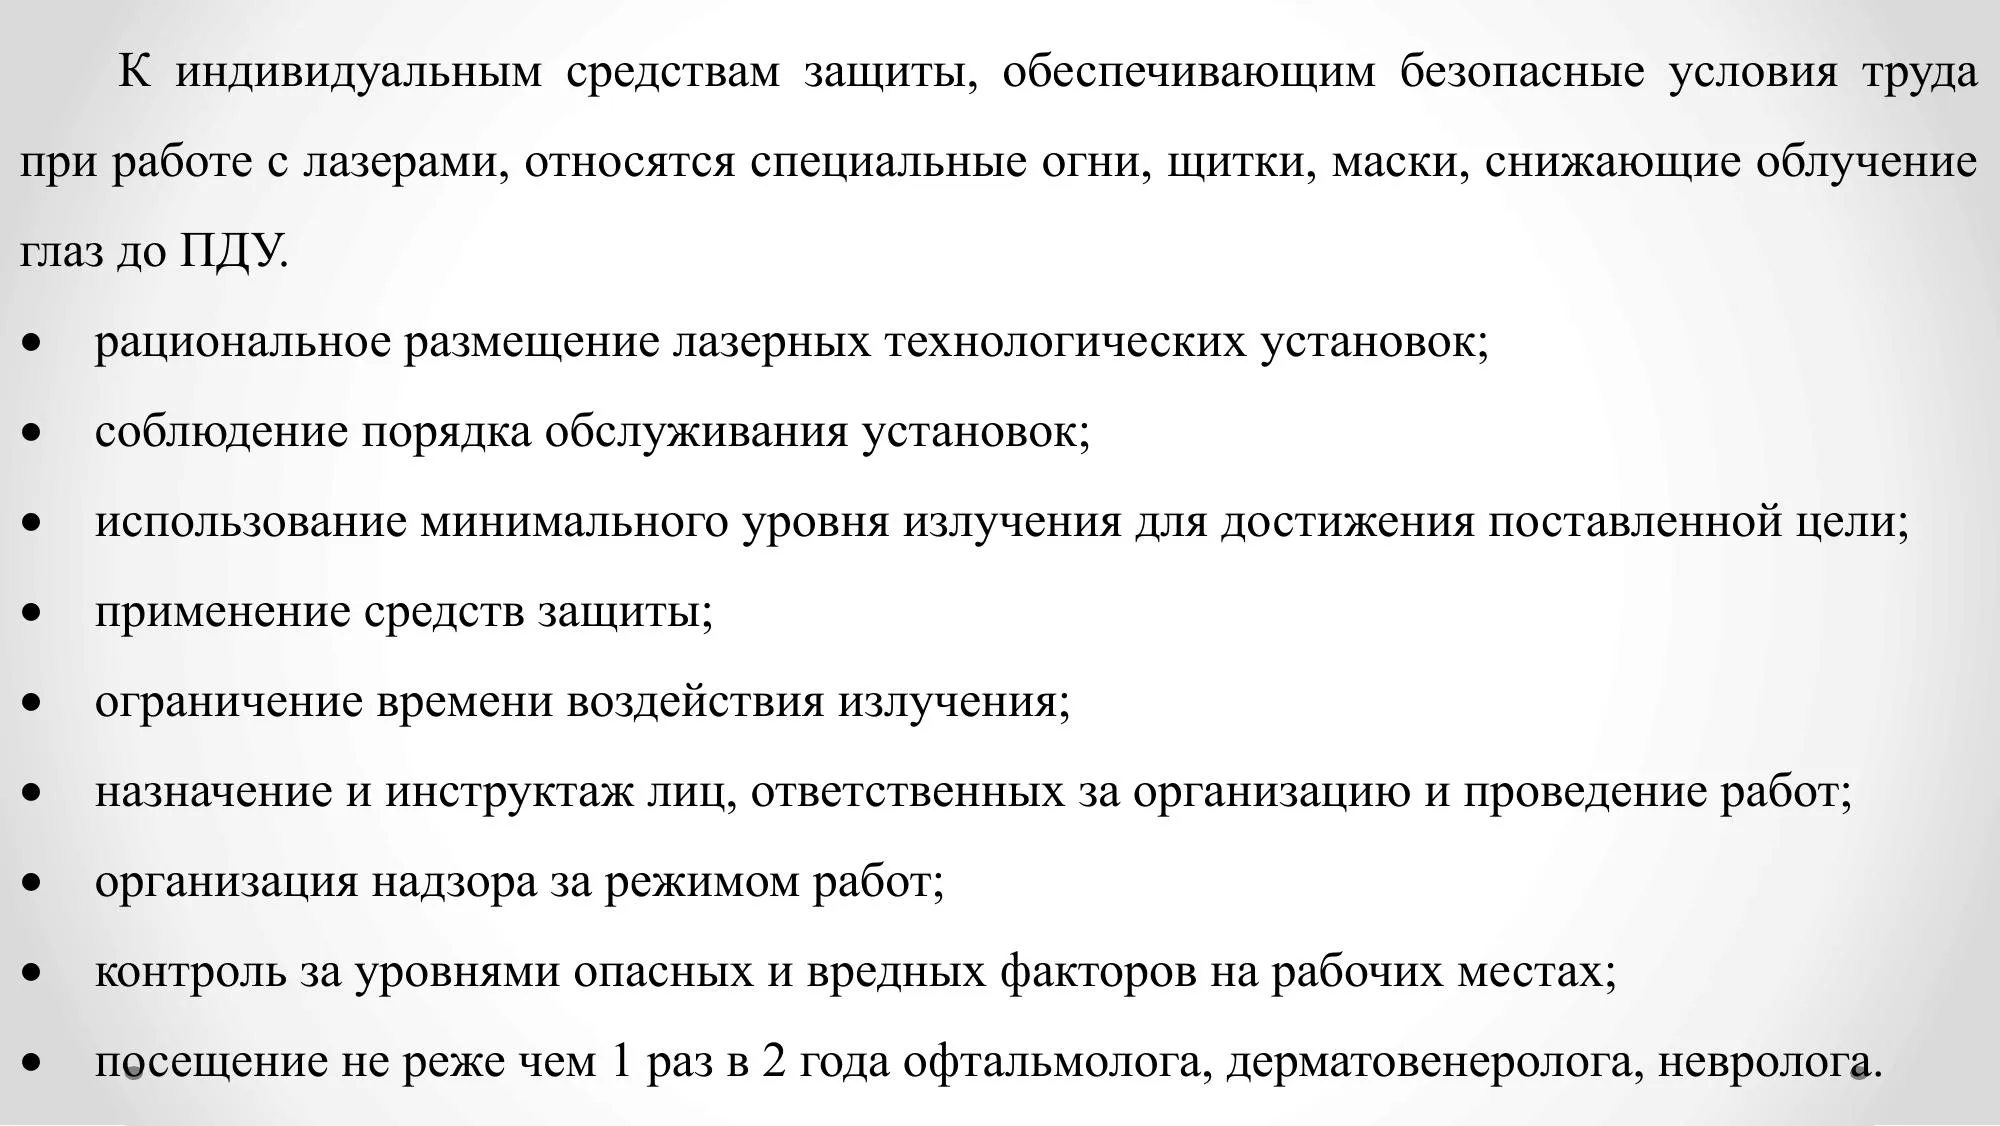 К индивидуальным средствам защиты, обеспечивающим безопасные условия труда
при работе с лазерами, относятся специальные огни, щитки, маски, снижающие облучение
глаз до ПДУ.
• рациональное размещение лазерных технологических установок;
• соблюдение порядка обслуживания установок;
• использование минимального уровня излучения для достижения поставленной цели;
• применение средств защиты;
• ограничение времени воздействия излучения;
• назначение и инструктаж лиц, ответственных за организацию и проведение работ;
• организация надзора за режимом работ;
• контроль за уровнями опасных и вредных факторов на рабочих местах;
• посещение не реже чем 1 раз в 2 года офтальмолога, дерматовенеролога, невролога.